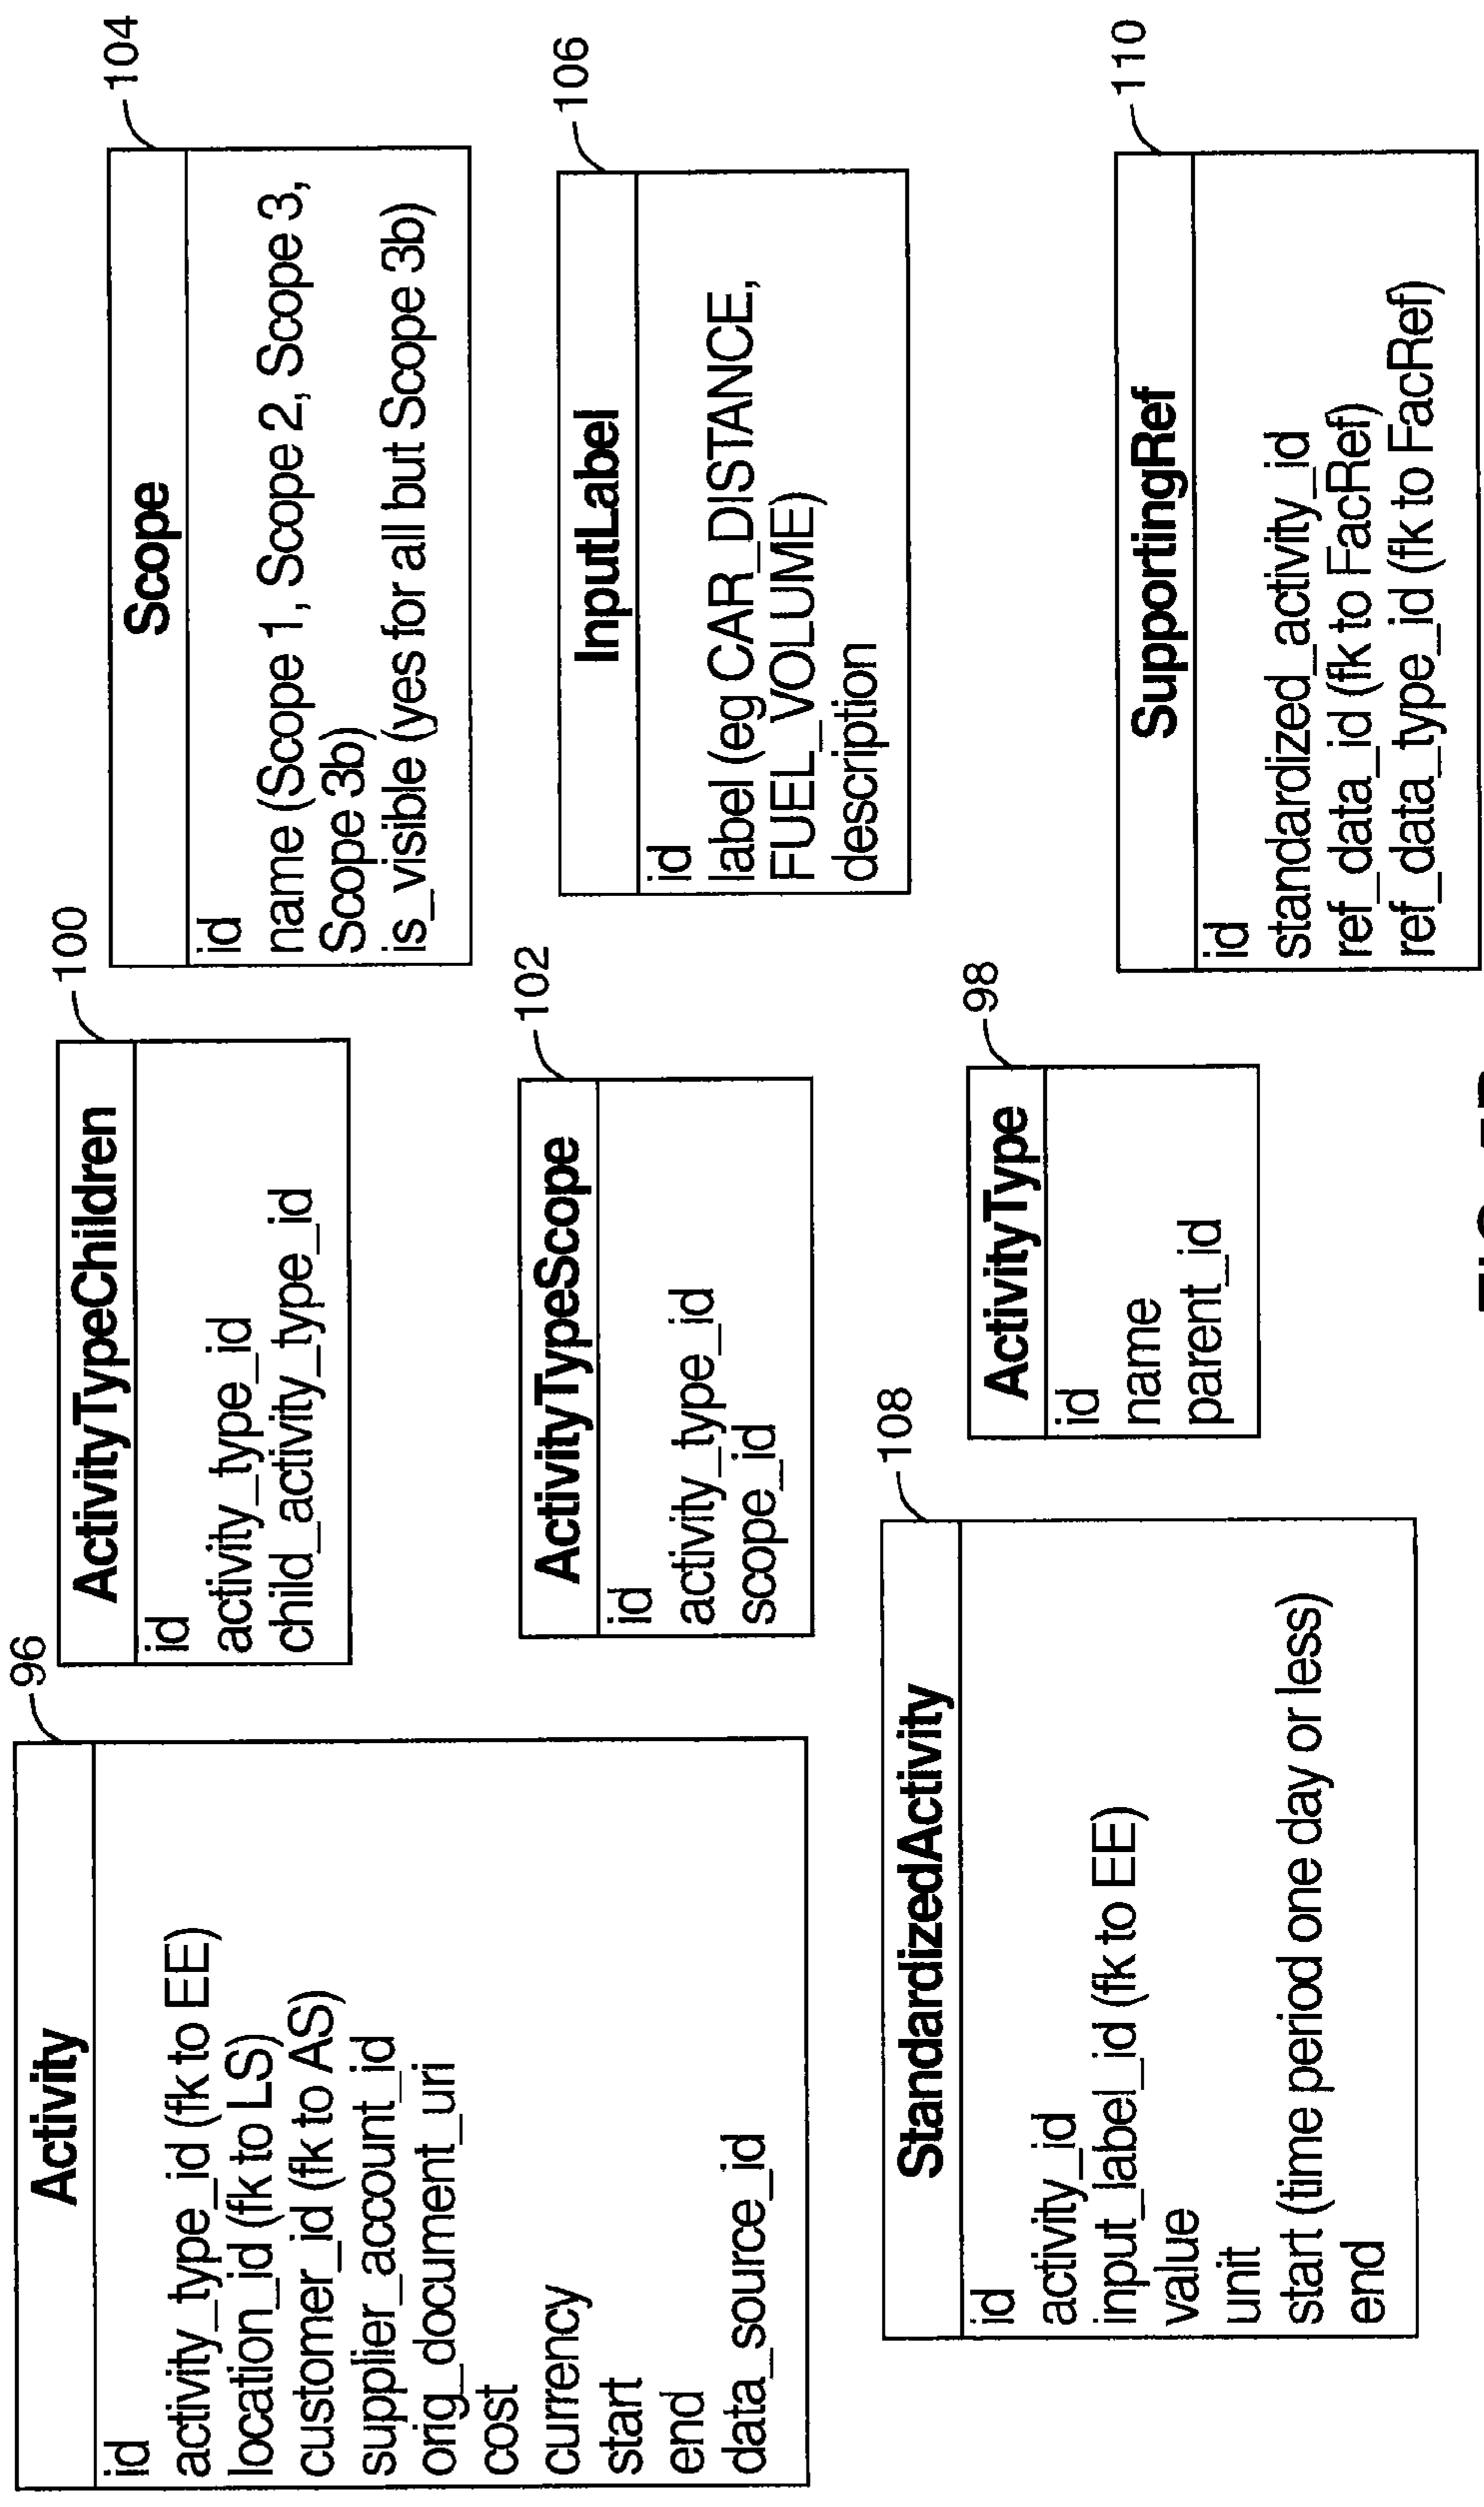 96
Activity
id
activity_type_id (fk to EE)
location_id (fk to LS)
customer_id (fk to AS)
supplier_account_id
orig_document_uri
cost
currency
start
end
data_source_id
100
ActivityTypeChildren
id
activity_type_id
child_activity_type_id
104
Scope
id
name (Scope 1, Scope 2, Scope 3,
Scope 3b)
is_visible (yes for all but Scope 3b)
102
ActivityTypeScope
id
activity_type_id
scope_id
106
InputLabel
id
label (eg CAR_DISTANCE,
FUEL_VOLUME)
description
108
StandardizedActivity
id
activity_id
input_label_id (fk to EE)
value
unit
start (time period one day or less)
end
98
ActivityType
id
name
parent_id
110
SupportingRef
id
standardized_activity_id
ref_data_id (fk to FacRef)
ref_data_type_id (fk to FacRef)